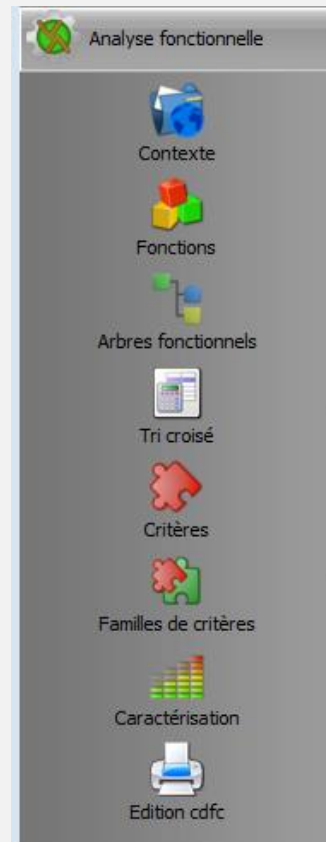 Analyse fonctionnelle
Contexte
Fonctions
Arbres fonctionnels
Tri croisé
Critères
Familles de critères
Caractérisation
Edition cdfc